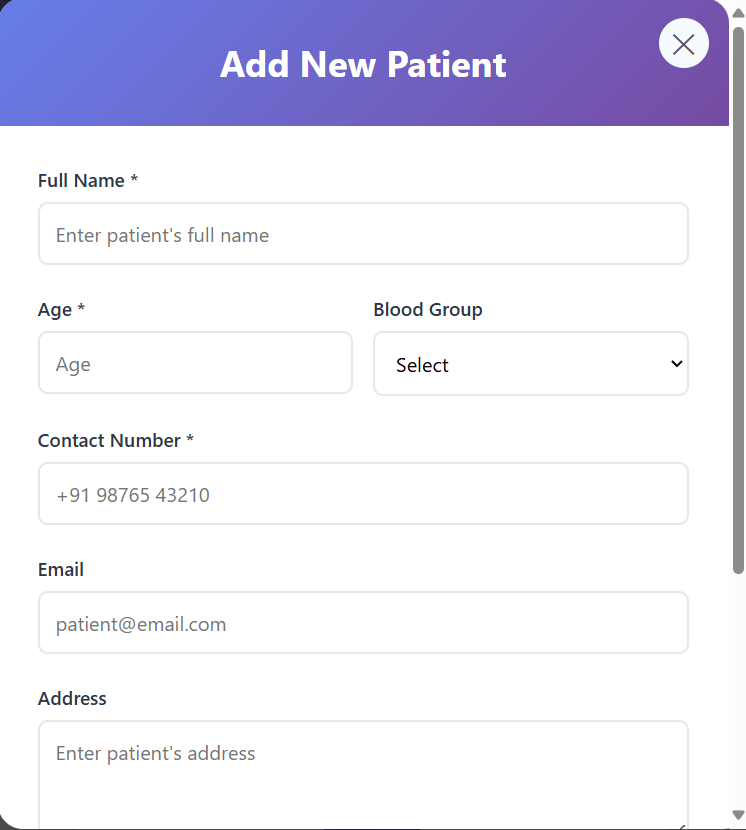 Add New Patient
Full Name *
Enter patient's full name
Age *
Blood Group
Age
Select
Contact Number *
+91 98765 43210
Email
patient@email.com
Address
Enter patient's address